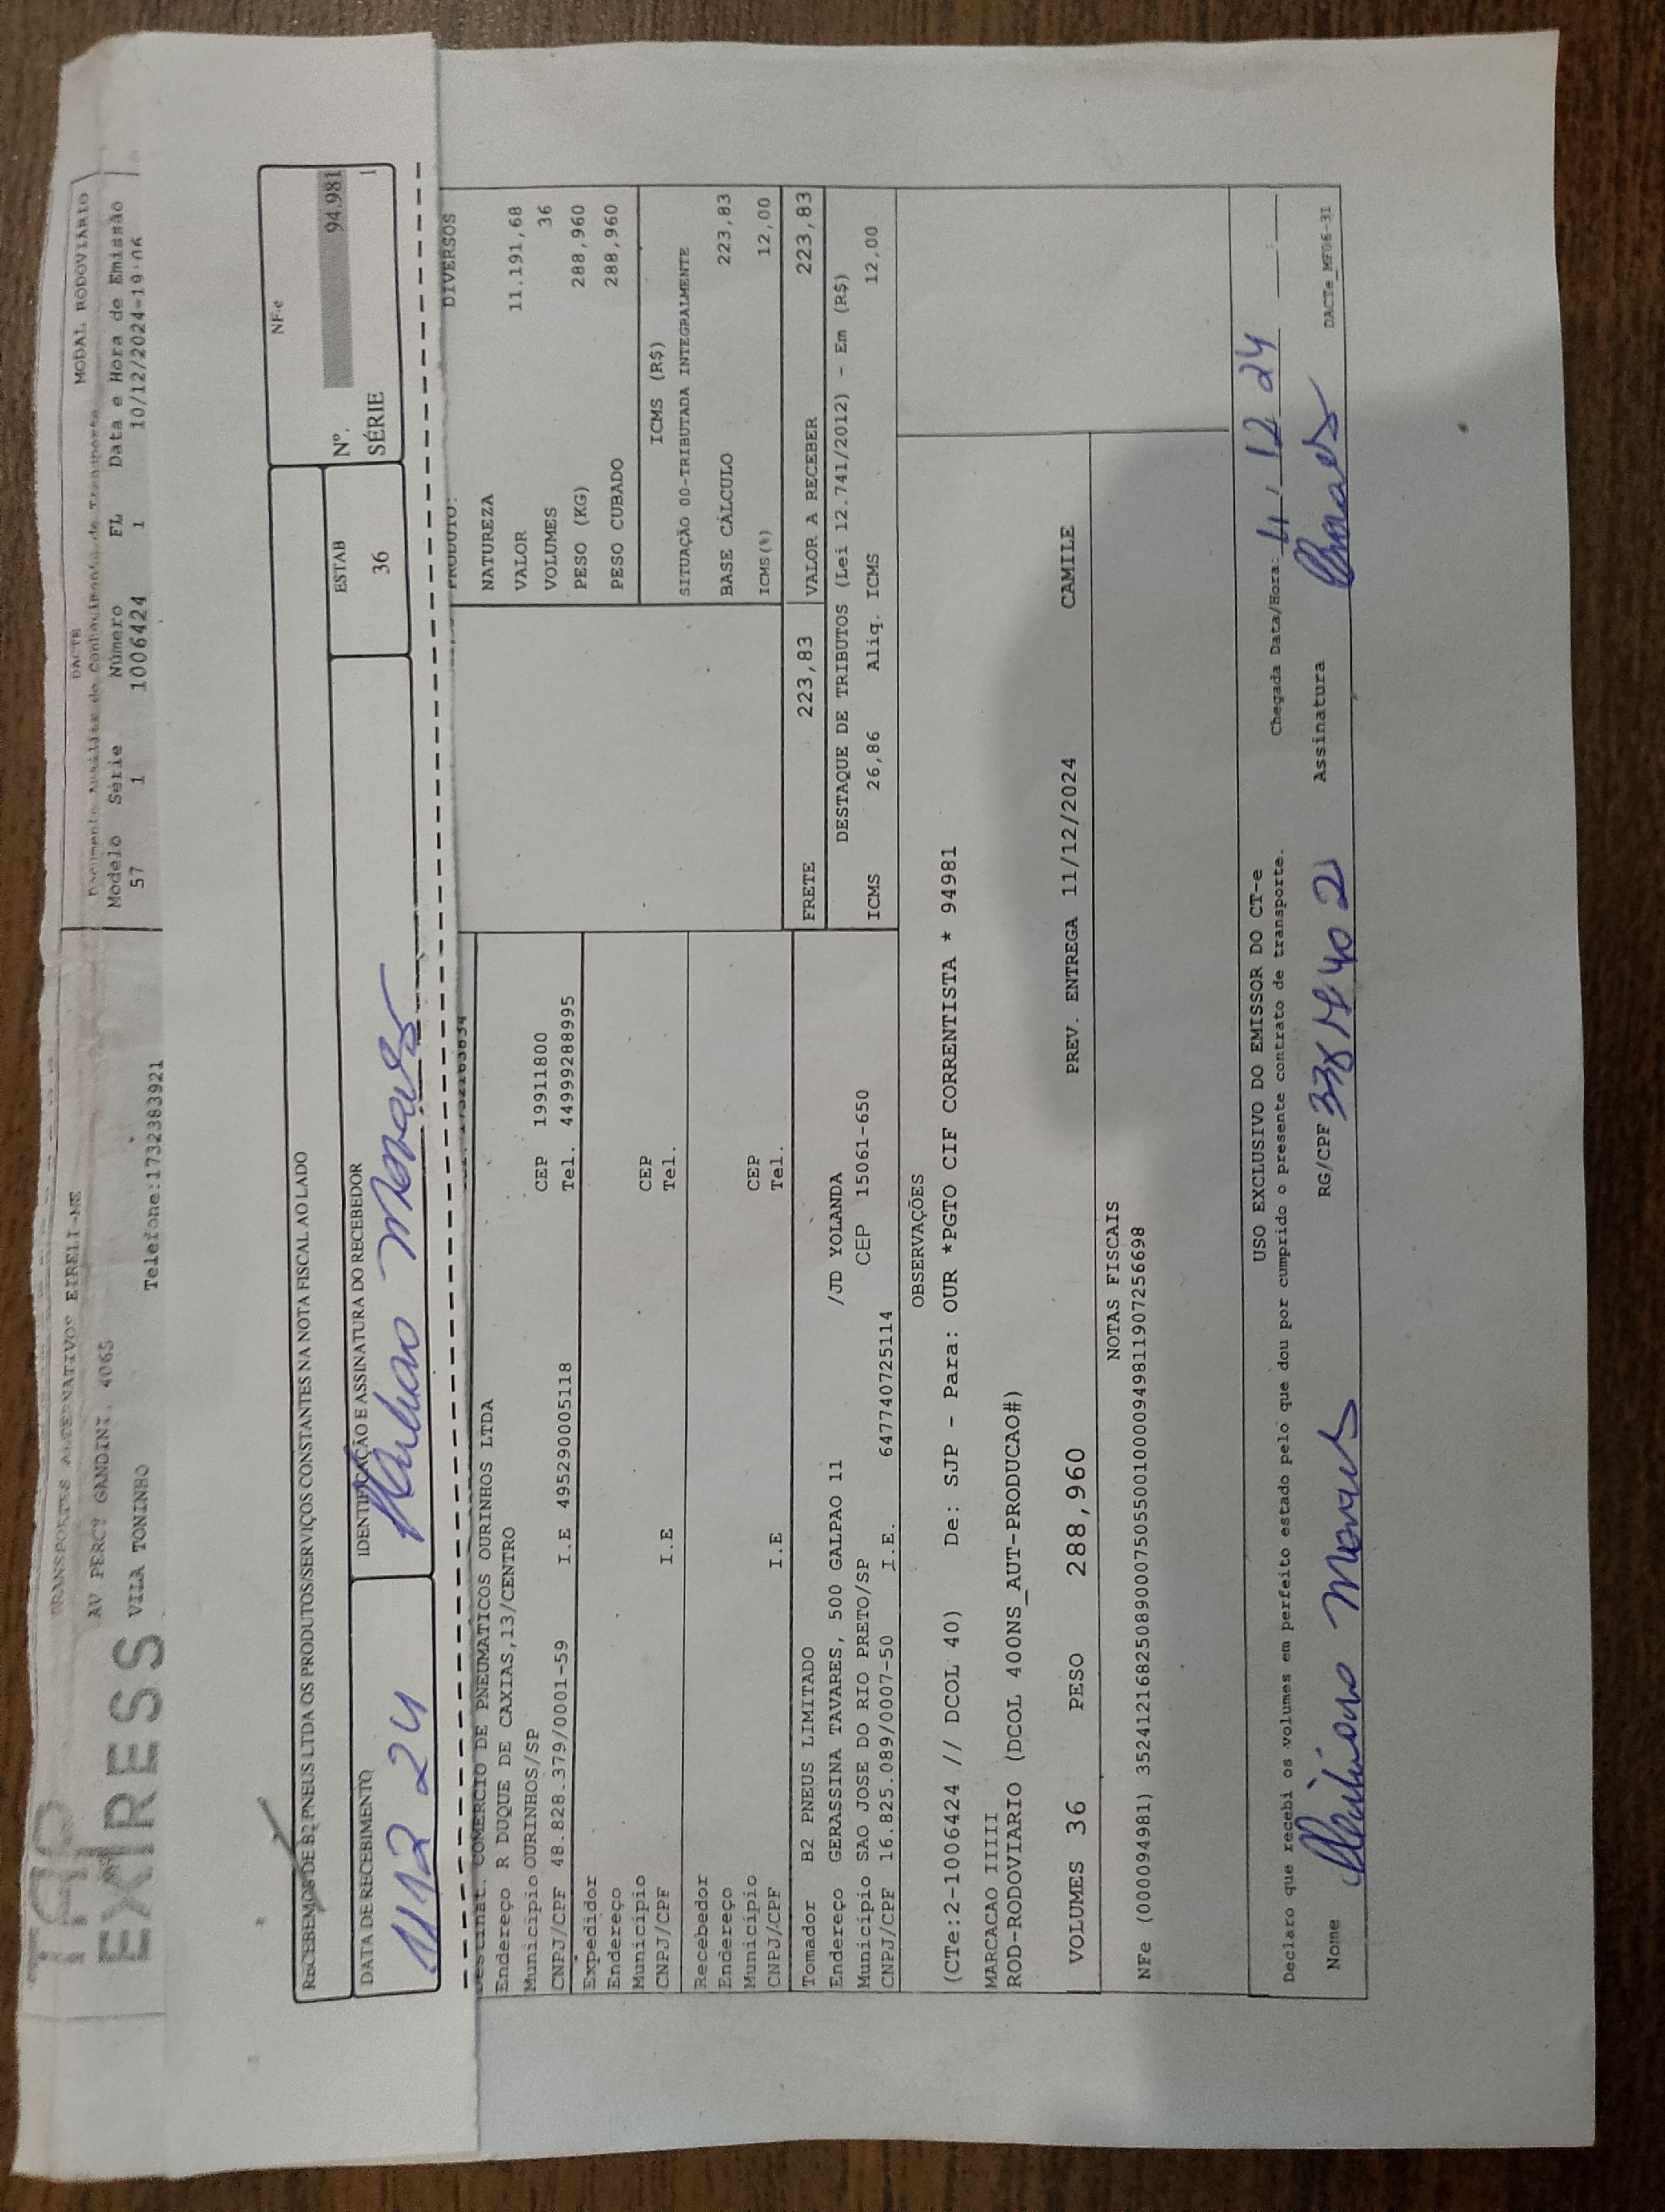 TAO
EXPRESS
TRANSPORTES ALTERNATIVOS EIRELI-ME
AV PERCY GANDINI, 4065
VILA TONINHO
Telefone:1732383921
DACTE
Documento Auxiliar do Conhecimento de Transporte
MODAL RODOVIARIO
Modelo Série Número FL Data e Hora de Emissão
57 1 1006424 1 10/12/2024-19:06
RECEBEMOS DE B2 PNEUS LTDA OS PRODUTOS/SERVIÇOS CONSTANTES NA NOTA FISCAL AO LADO
NF-e
DATA DE RECEBIMENTO
11 12 24
IDENTIFICAÇÃO E ASSINATURA DO RECEBEDOR
Moraes
ESTAB
36
Nº. 94.981
SÉRIE 1
Destinat. COMERCIO DE PNEUMATICOS OURINHOS LTDA
Endereço R DUQUE DE CAXIAS,13/CENTRO
Município OURINHOS/SP CEP 19911800
CNPJ/CPF 48.828.379/0001-59 I.E 495290005118 Tel. 44999288995
Expedidor
Endereço
Município CEP
CNPJ/CPF I.E Tel.
Recebedor
Endereço
Município CEP
CNPJ/CPF I.E Tel.
Tomador B2 PNEUS LIMITADO
Endereço GERASSINA TAVARES, 500 GALPAO 11 /JD YOLANDA
Município SAO JOSE DO RIO PRETO/SP CEP 15061-650
CNPJ/CPF 16.825.089/0007-50 I.E. 647740725114
PRODUTO: DIVERSOS
NATUREZA
VALOR 11.191,68
VOLUMES 36
PESO (KG) 288,960
PESO CUBADO 288,960
ICMS (R$)
SITUAÇÃO 00-TRIBUTADA INTEGRALMENTE
BASE CÁLCULO 223,83
ICMS(%) 12,00
FRETE 223,83 VALOR A RECEBER 223,83
DESTAQUE DE TRIBUTOS (Lei 12.741/2012) - Em (R$)
ICMS 26,86 Aliq. ICMS 12,00
OBSERVAÇÕES
(CTe:2-1006424 // DCOL 40) De: SJP - Para: OUR *PGTO CIF CORRENTISTA * 94981
MARCACAO IIIII
ROD-RODOVIARIO (DCOL 400NS_AUT-PRODUCAO#)
VOLUMES 36 PESO 288,960 PREV. ENTREGA 11/12/2024 CAMILE
NOTAS FISCAIS
NFe (000094981) 35241216825089000750550010000949811907256698
USO EXCLUSIVO DO EMISSOR DO CT-e
Declaro que recebi os volumes em perfeito estado pelo que dou por cumprido o presente contrato de transporte.
Chegada Data/Hora: 11, 12 24 :
Nome Moraes RG/CPF Assinatura Moraes
DACTe_MF06-31